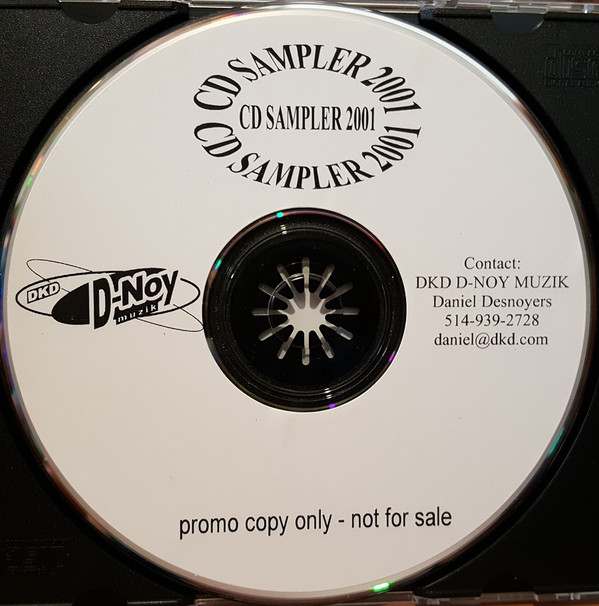 CD SAMPLER 2001
CD SAMPLER 2001
CD SAMPLER 2001
DKD
D-NOY
muzik
Contact:
DKD D-NOY MUZIK
Daniel Desnoyers
514-939-2728
daniel@dkd.com
promo copy only - not for sale